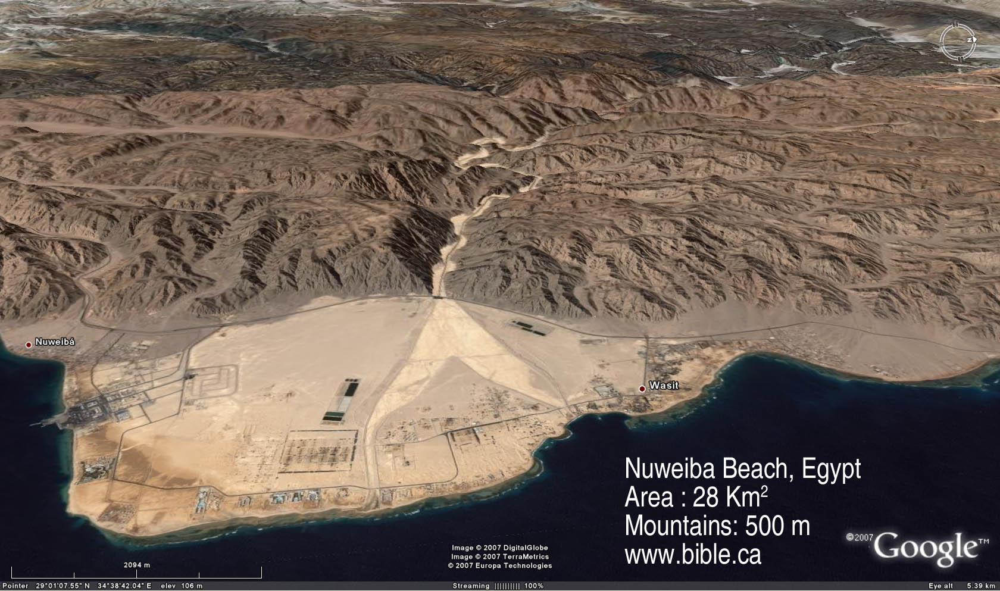 N
Nuweibá
Wasit
Nuweiba Beach, Egypt
Area : 28 Km²
Mountains: 500 m
www.bible.ca
©2007 Google™
Image © 2007 DigitalGlobe
Image © 2007 TerraMetrics
© 2007 Europa Technologies
2094 m
Pointer 29°01'07.55" N 34°38'42.04" E elev 106 m
Streaming |||||||||| 100%
Eye alt 5.39 km